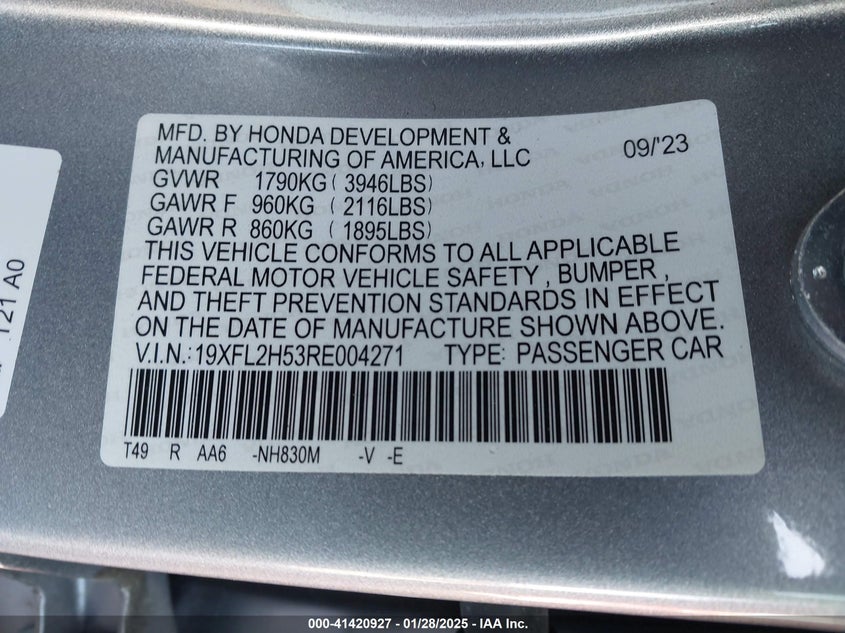 MFD. BY HONDA DEVELOPMENT &
MANUFACTURING OF AMERICA, LLC 09/'23
GVWR 1790KG ( 3946LBS)
GAWR F 960KG ( 2116LBS)
GAWR R 860KG ( 1895LBS)
THIS VEHICLE CONFORMS TO ALL APPLICABLE
FEDERAL MOTOR VEHICLE SAFETY , BUMPER ,
AND THEFT PREVENTION STANDARDS IN EFFECT
ON THE DATE OF MANUFACTURE SHOWN ABOVE.
V.I.N.: 19XFL2H53RE004271 TYPE: PASSENGER CAR
T49 R AA6 -NH830M -V -E
T21 A0
000-41420927 | 01/28/2025 | IAA Inc.